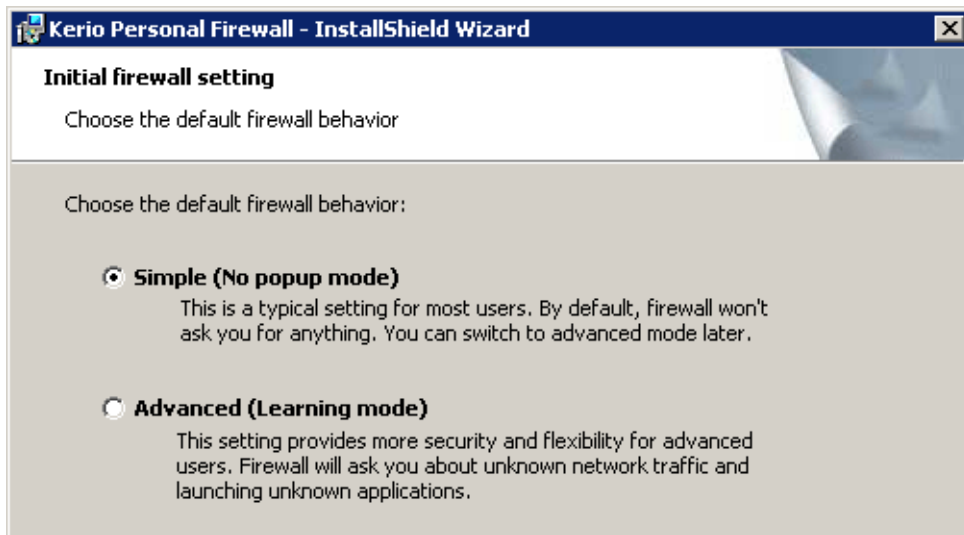 Kerio Personal Firewall - InstallShield Wizard
Initial firewall setting
Choose the default firewall behavior
Choose the default firewall behavior:
Simple (No popup mode)
This is a typical setting for most users. By default, firewall won't
ask you for anything. You can switch to advanced mode later.
Advanced (Learning mode)
This setting provides more security and flexibility for advanced
users. Firewall will ask you about unknown network traffic and
launching unknown applications.